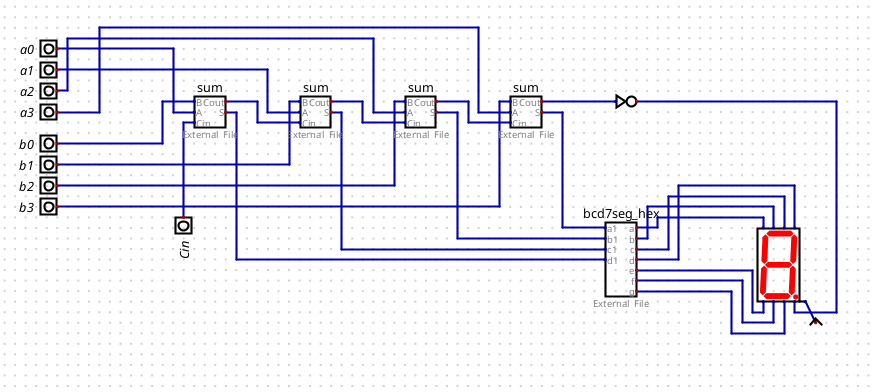 a0
a1
a2
a3
b0
b1
b2
b3
Cin
sum
B Cout
A S
Cin
External File
sum
B Cout
A S
Cin
External File
sum
B Cout
A S
Cin
External File
sum
B Cout
A S
Cin
External File
bcd7seg_hex
a1 a
b1 b
c1 c
d1 d
e
f
g
External File